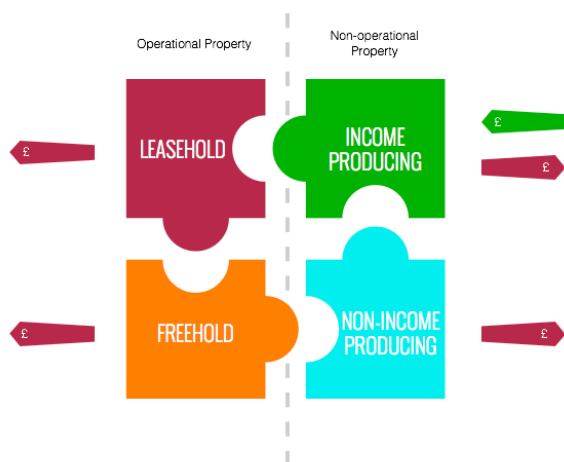 Operational Property
Non-operational
Property
£
LEASEHOLD
INCOME
PRODUCING
£
£
£
FREEHOLD
NON-INCOME
PRODUCING
£